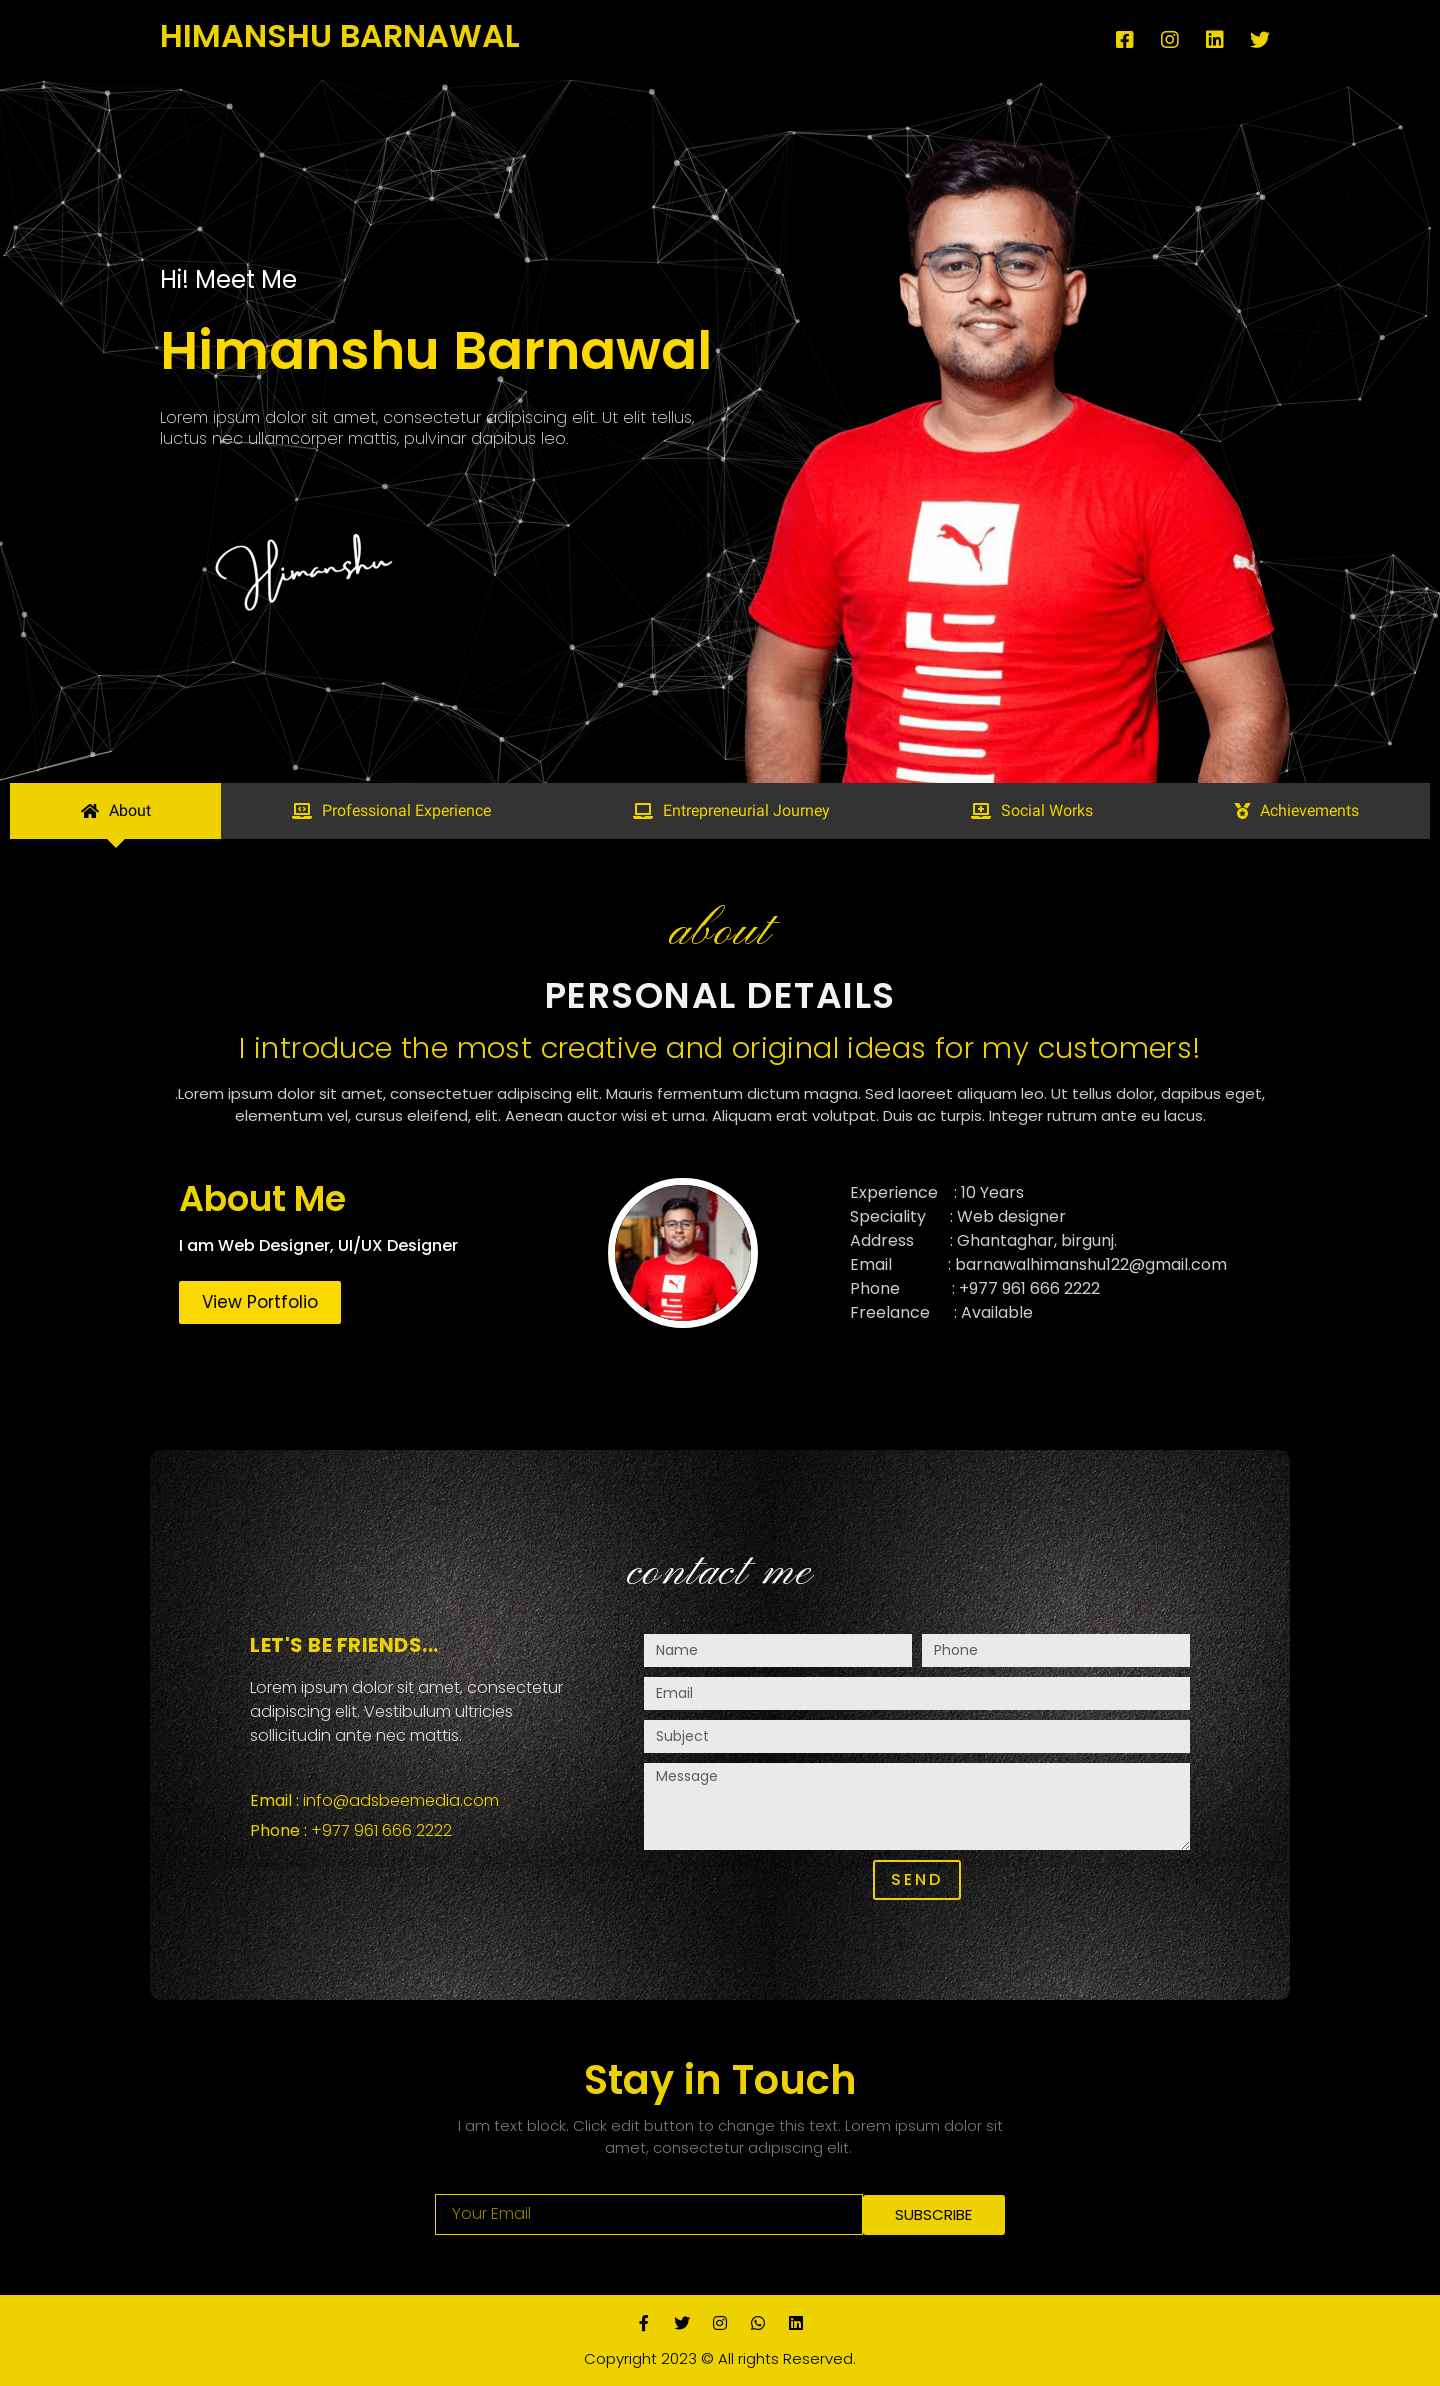 HIMANSHU BARNAWAL
Hi! Meet Me
Himanshu Barnawal
Lorem ipsum dolor sit amet, consectetur adipiscing elit. Ut elit tellus,
luctus nec ullamcorper mattis, pulvinar dapibus leo.
Himanshu
About
Professional Experience
Entrepreneurial Journey
Social Works
Achievements
about
PERSONAL DETAILS
I introduce the most creative and original ideas for my customers!
.Lorem ipsum dolor sit amet, consectetuer adipiscing elit. Mauris fermentum dictum magna. Sed laoreet aliquam leo. Ut tellus dolor, dapibus eget,
elementum vel, cursus eleifend, elit. Aenean auctor wisi et urna. Aliquam erat volutpat. Duis ac turpis. Integer rutrum ante eu lacus.
About Me
I am Web Designer, UI/UX Designer
View Portfolio
Experience : 10 Years
Speciality : Web designer
Address : Ghantaghar, birgunj.
Email : barnawalhimanshu122@gmail.com
Phone : +977 961 666 2222
Freelance : Available
contact me
LET'S BE FRIENDS...
Lorem ipsum dolor sit amet, consectetur
adipiscing elit. Vestibulum ultricies
sollicitudin ante nec mattis.
Email : info@adsbeemedia.com
Phone : +977 961 666 2222
Name
Phone
Email
Subject
Message
SEND
Stay in Touch
I am text block. Click edit button to change this text. Lorem ipsum dolor sit
amet, consectetur adipiscing elit.
Your Email
SUBSCRIBE
Copyright 2023 © All rights Reserved.